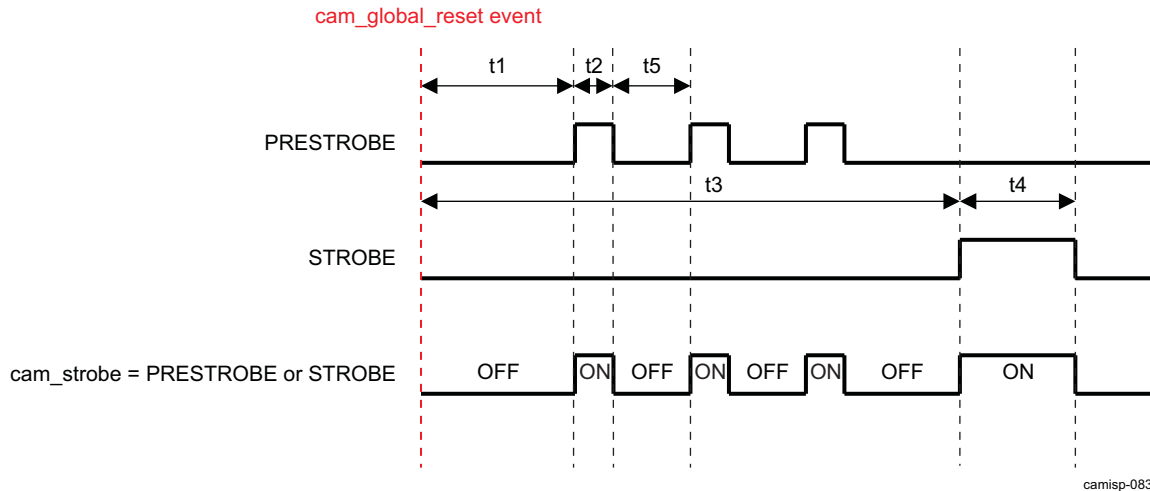 cam_global_reset event
t1 t2 t5
PRESTROBE
t3 t4
STROBE
cam_strobe = PRESTROBE or STROBE OFF ON OFF ON OFF ON OFF ON
camisp-083